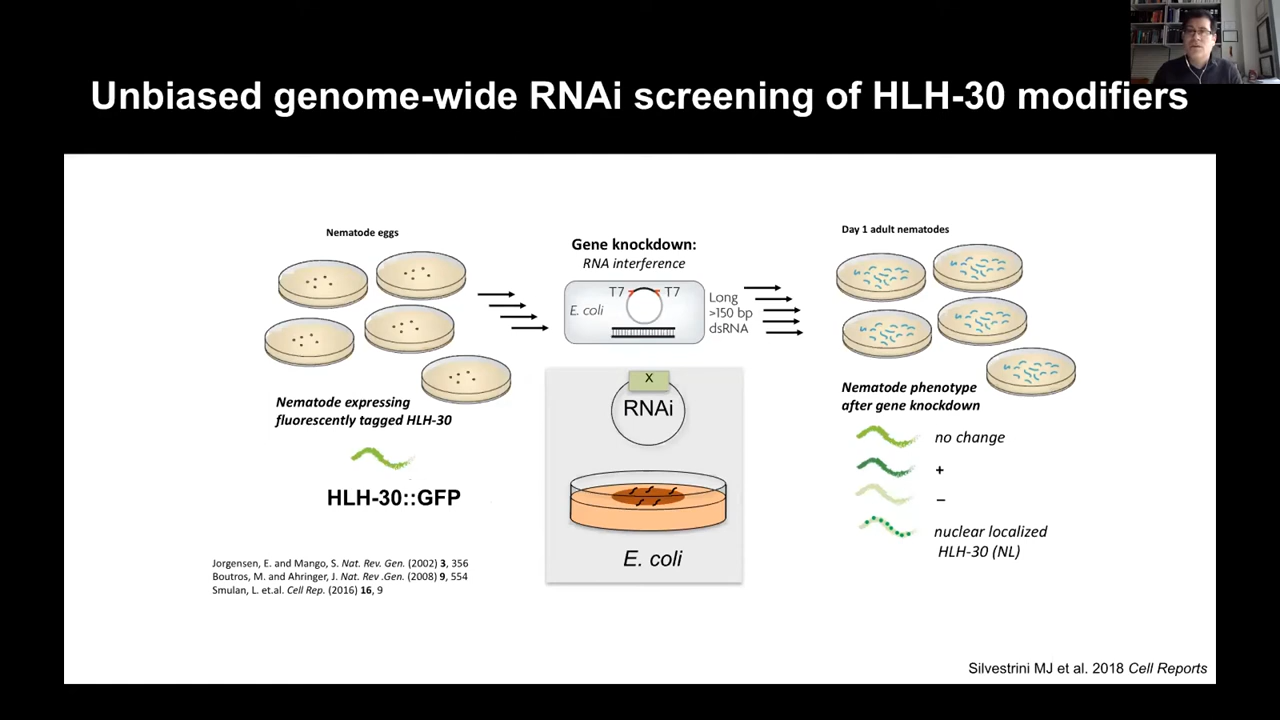 Unbiased genome-wide RNAi screening of HLH-30 modifiers
Nematode eggs
Nematode expressing
fluorescently tagged HLH-30
HLH-30::GFP
Jorgensen, E. and Mango, S. Nat. Rev. Gen. (2002) 3, 356
Boutros, M. and Ahringer, J. Nat. Rev .Gen. (2008) 9, 554
Smulan, L. et.al. Cell Rep. (2016) 16, 9
Gene knockdown:
RNA interference
T7 T7
E. coli
Long
>150 bp
dsRNA
X
RNAi
E. coli
Day 1 adult nematodes
Nematode phenotype
after gene knockdown
no change
+
–
nuclear localized
HLH-30 (NL)
Silvestrini MJ et al. 2018 Cell Reports